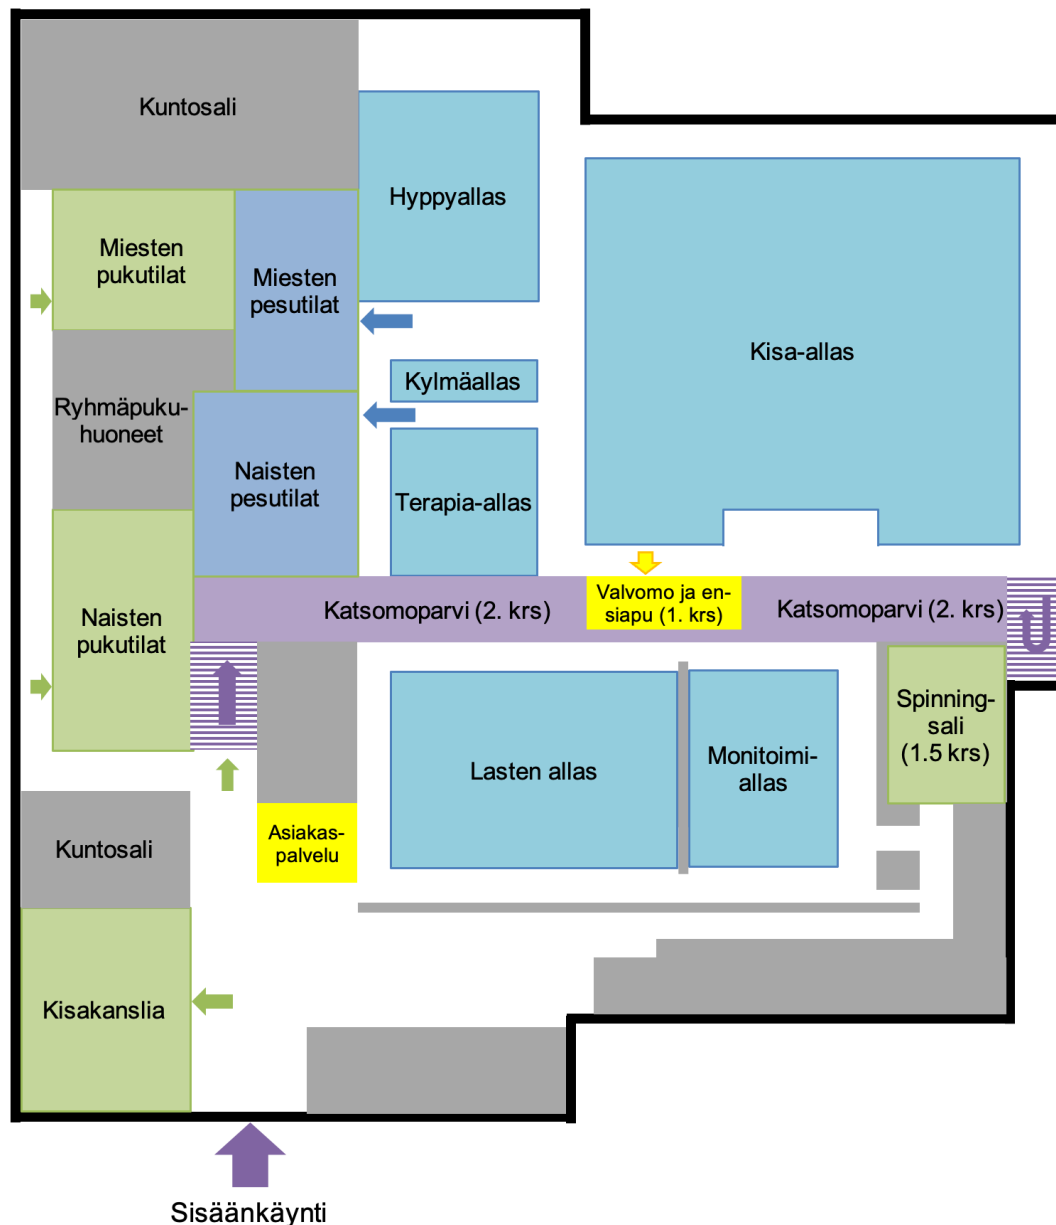 Kuntosali
Hyppyallas
Miesten
pukutilat
Miesten
pesutilat
Kisa-allas
Kylmäallas
Ryhmäpuku-
huoneet
Naisten
pesutilat
Terapia-allas
Naisten
pukutilat
Katsomoparvi (2. krs)
Valvomo ja en-
siapu (1. krs)
Katsomoparvi (2. krs)
Spinning-
sali
(1.5 krs)
Lasten allas
Monitoimi-
allas
Asiakas-
palvelu
Kuntosali
Kisakanslia
Sisäänkäynti